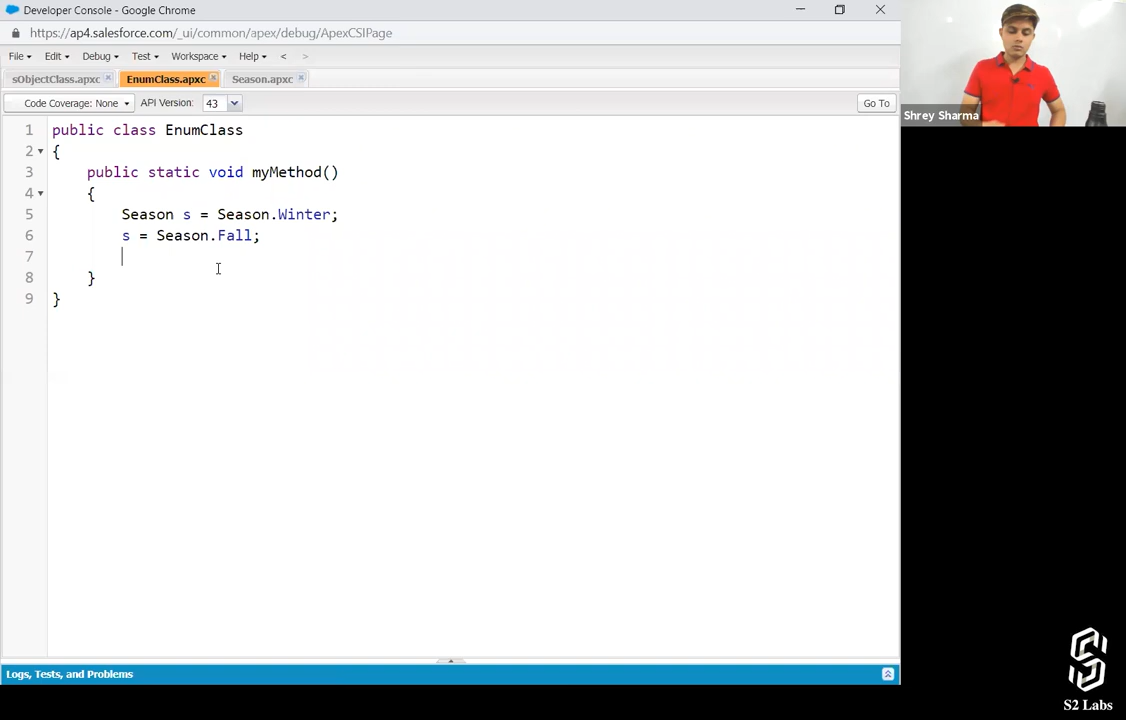 Developer Console - Google Chrome
https://ap4.salesforce.com/_ui/common/apex/debug/ApexCSIPage
File Edit Debug Test Workspace Help < >
sObjectClass.apxc EnumClass.apxc Season.apxc
Code Coverage: None API Version: 43 Go To
1 public class EnumClass
2 {
3 public static void myMethod()
4 {
5 Season s = Season.Winter;
6 s = Season.Fall;
7
8 }
9 }
Logs, Tests, and Problems
Shrey Sharma
S2 Labs